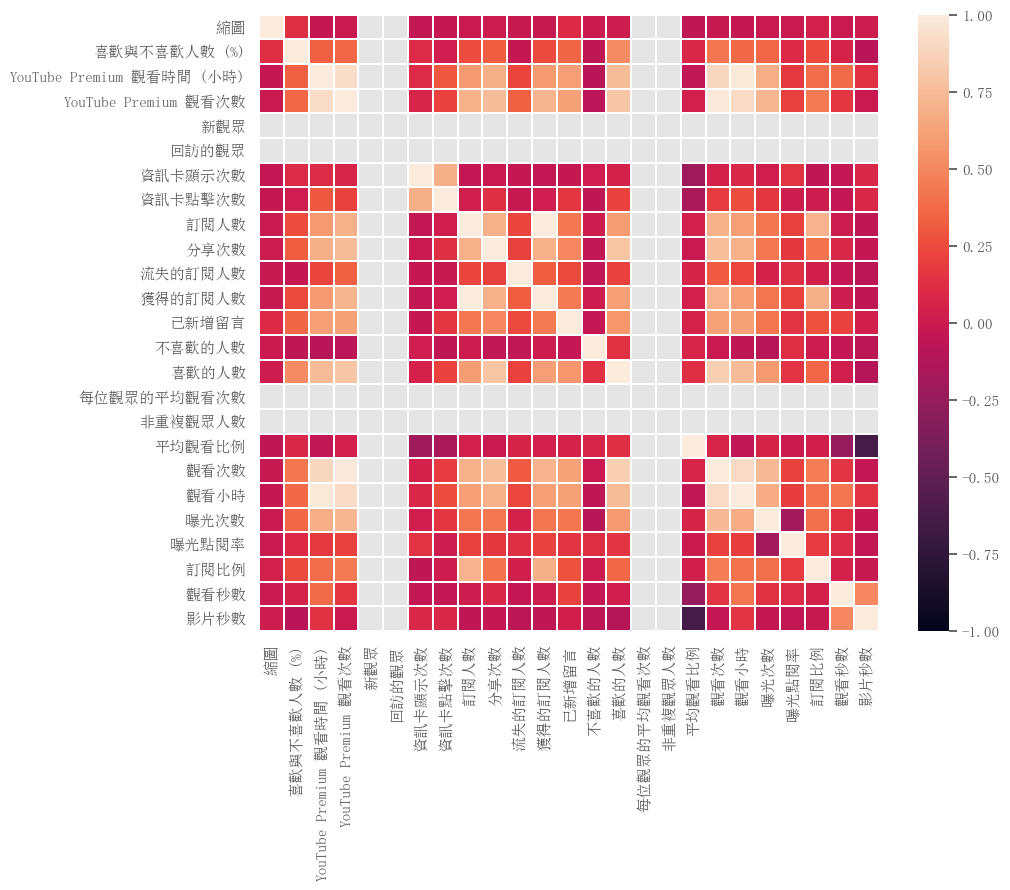 縮圖
喜歡與不喜歡人數 (%)
YouTube Premium 觀看時間 (小時)
YouTube Premium 觀看次數
新觀眾
回訪的觀眾
資訊卡顯示次數
資訊卡點擊次數
訂閱人數
分享次數
流失的訂閱人數
獲得的訂閱人數
已新增留言
不喜歡的人數
喜歡的人數
每位觀眾的平均觀看次數
非重複觀眾人數
平均觀看比例
觀看次數
觀看小時
曝光次數
曝光點閱率
訂閱比例
觀看秒數
影片秒數
縮圖
喜歡與不喜歡人數 (%)
YouTube Premium 觀看時間 (小時)
YouTube Premium 觀看次數
新觀眾
回訪的觀眾
資訊卡顯示次數
資訊卡點擊次數
訂閱人數
分享次數
流失的訂閱人數
獲得的訂閱人數
已新增留言
不喜歡的人數
喜歡的人數
每位觀眾的平均觀看次數
非重複觀眾人數
平均觀看比例
觀看次數
觀看小時
曝光次數
曝光點閱率
訂閱比例
觀看秒數
影片秒數
1.00
0.75
0.50
0.25
0.00
−0.25
−0.50
−0.75
−1.00